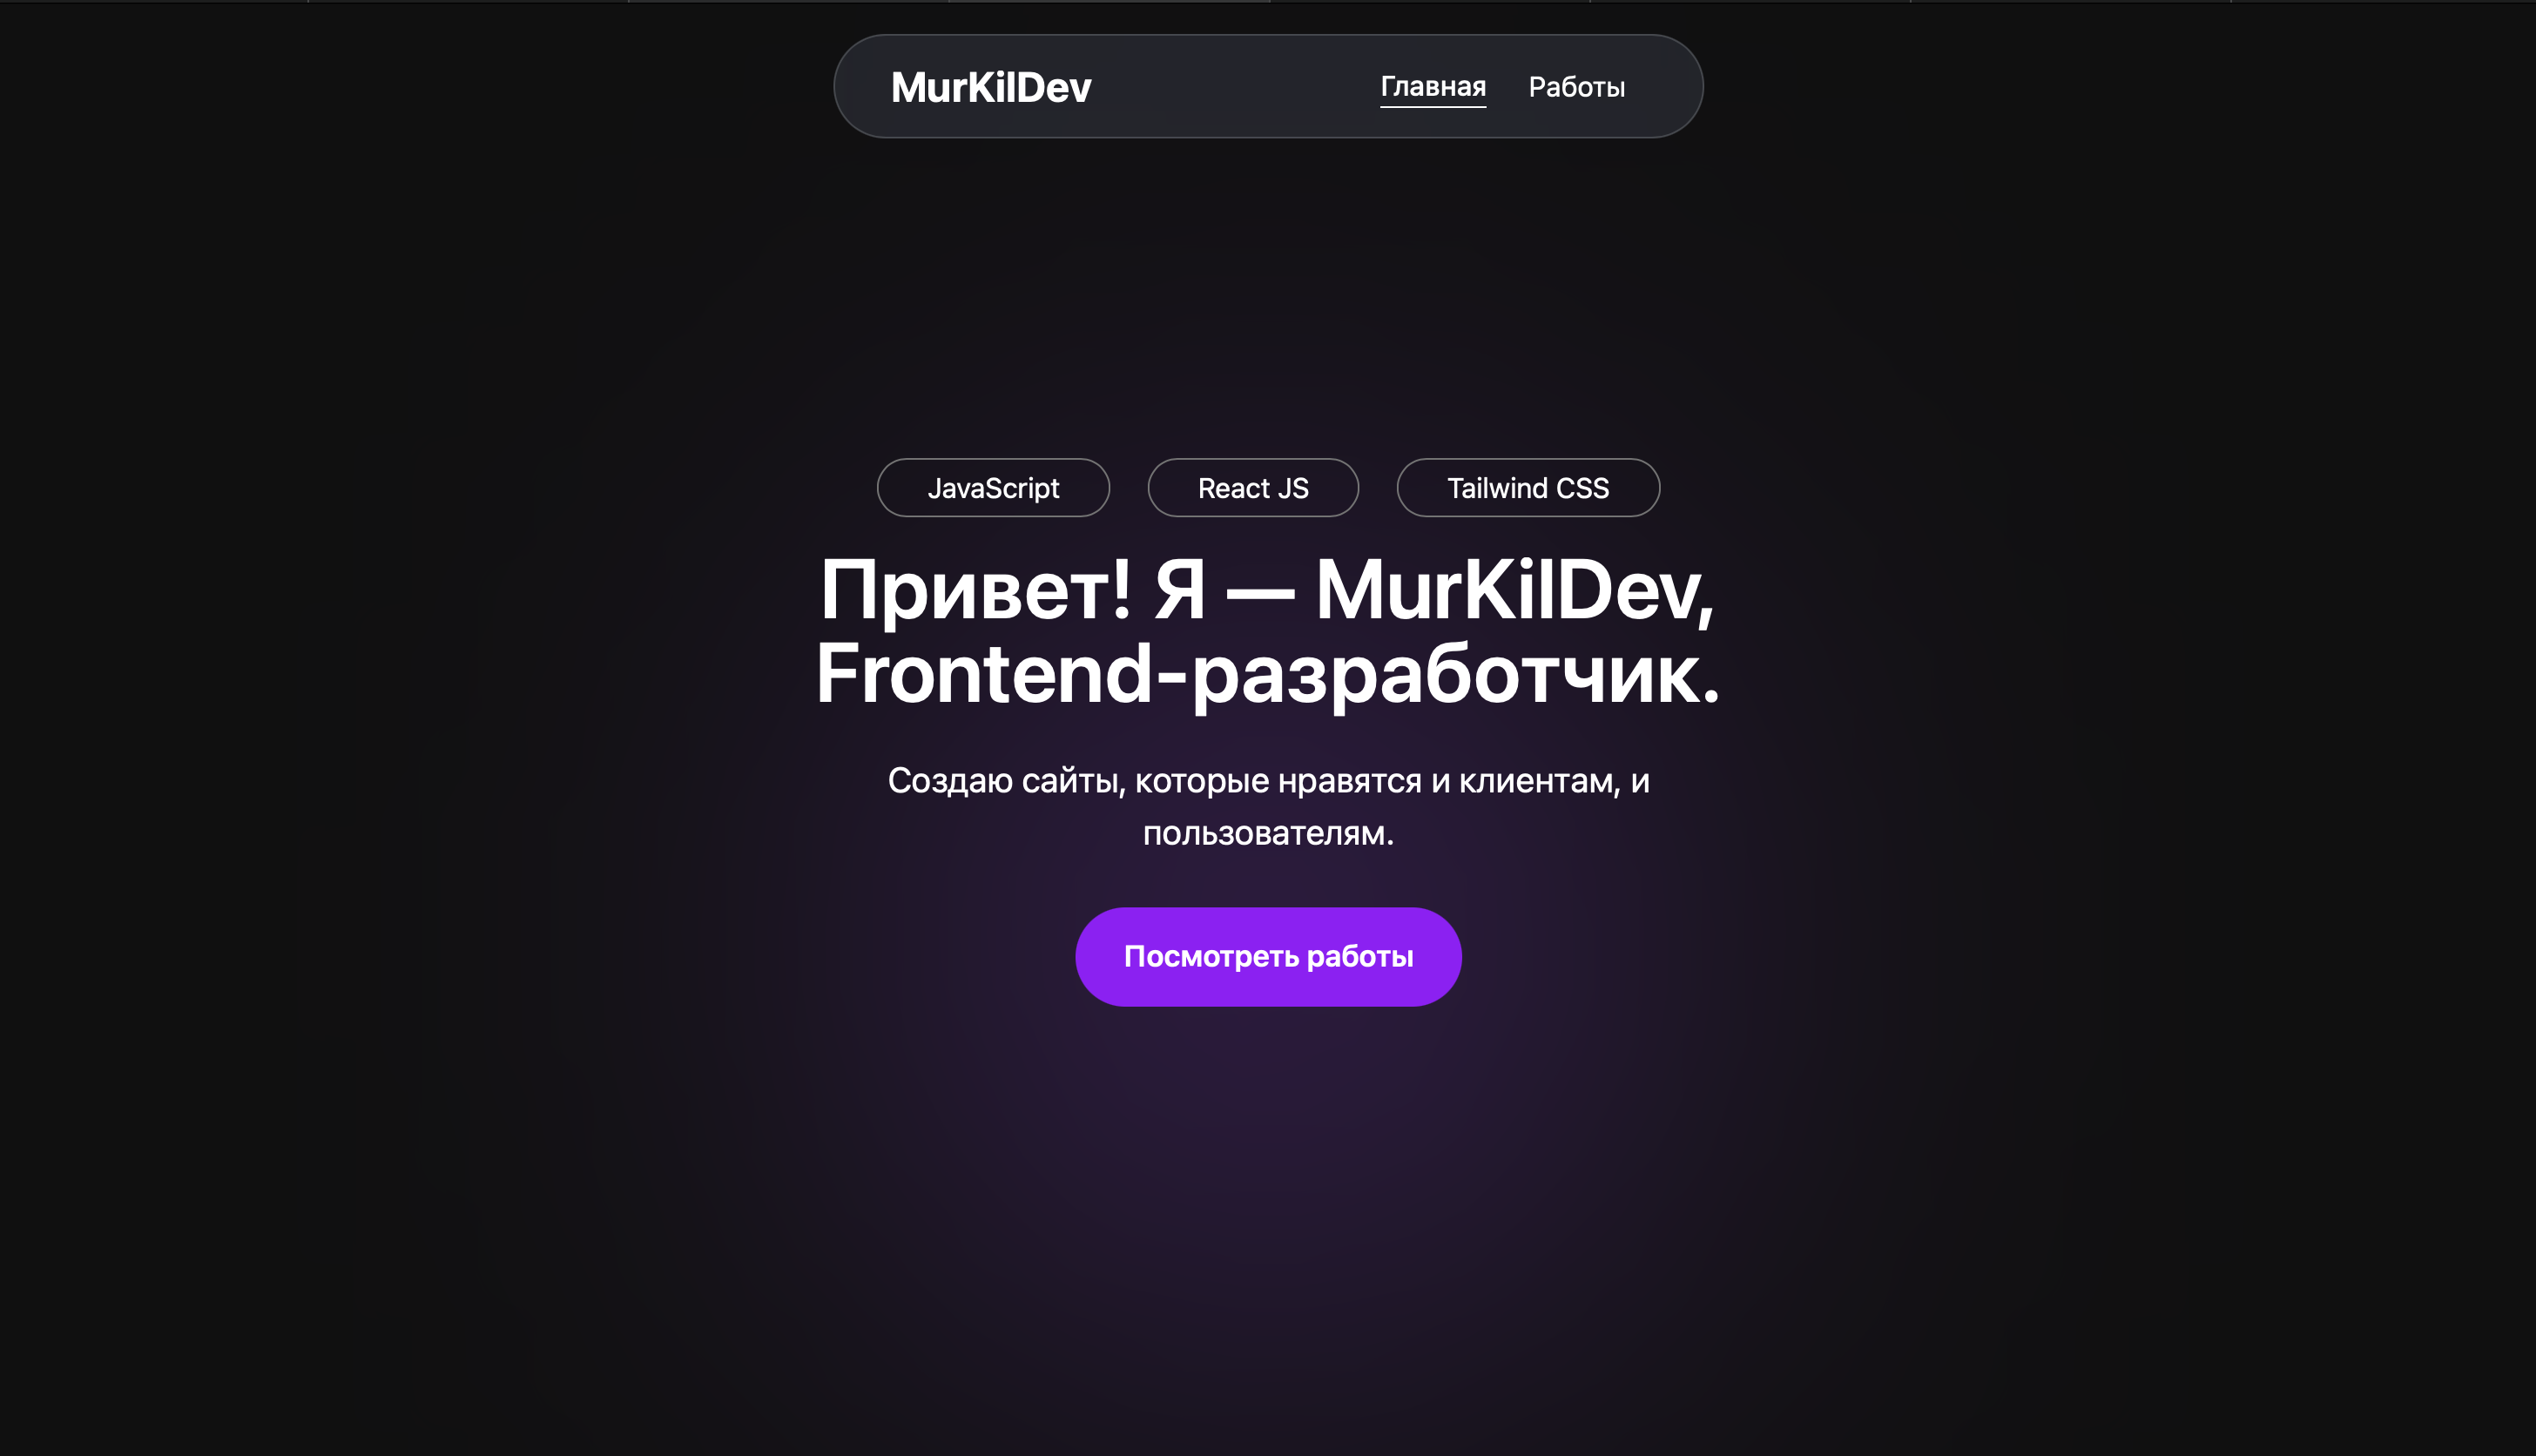 MurKilDev Главная Работы
JavaScript React JS Tailwind CSS
Привет! Я — MurKilDev,
Frontend-разработчик.
Создаю сайты, которые нравятся и клиентам, и
пользователям.
Посмотреть работы